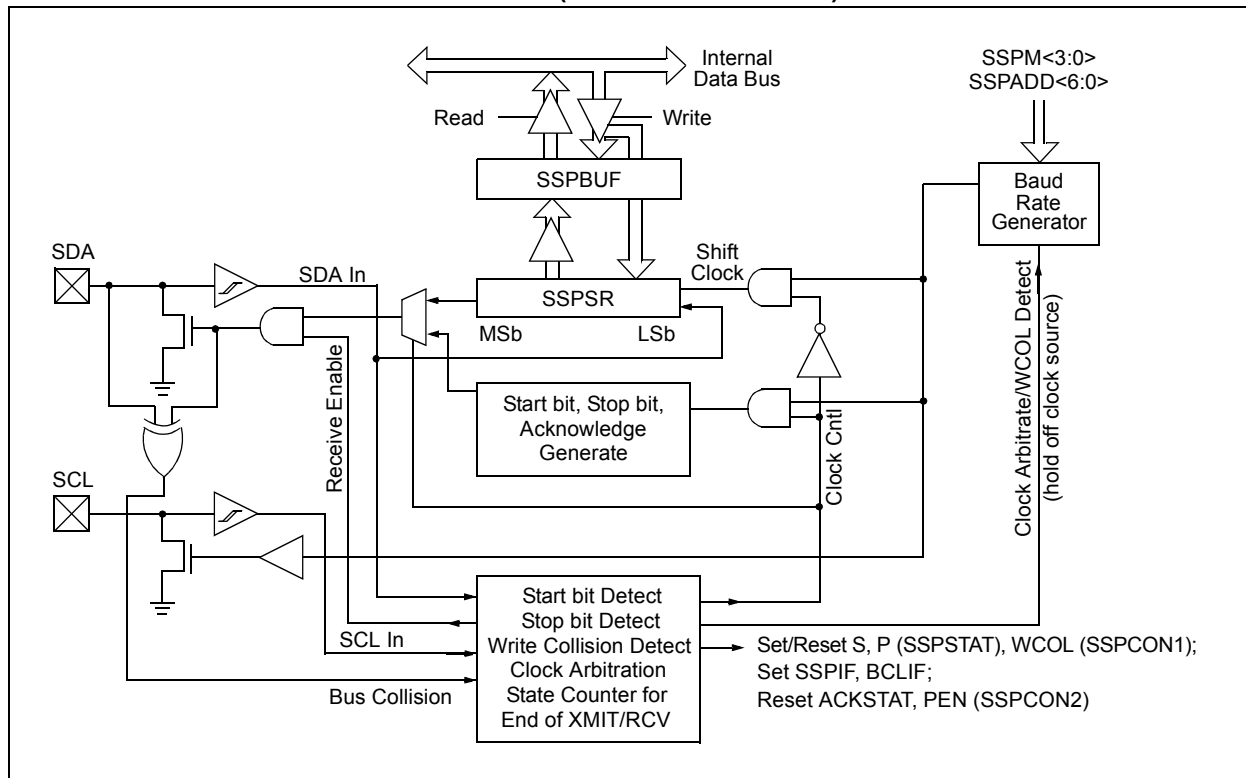 Internal
Data Bus
SSPM<3:0>
SSPADD<6:0>
Read
Write
SSPBUF
Baud
Rate
Generator
SDA
SDA In
Shift
Clock
SSPSR
MSb
LSb
Clock Arbitrate/WCOL Detect
(hold off clock source)
Receive Enable
Start bit, Stop bit,
Acknowledge
Generate
Clock Cntl
SCL
SCL In
Bus Collision
Start bit Detect
Stop bit Detect
Write Collision Detect
Clock Arbitration
State Counter for
End of XMIT/RCV
Set/Reset S, P (SSPSTAT), WCOL (SSPCON1);
Set SSPIF, BCLIF;
Reset ACKSTAT, PEN (SSPCON2)